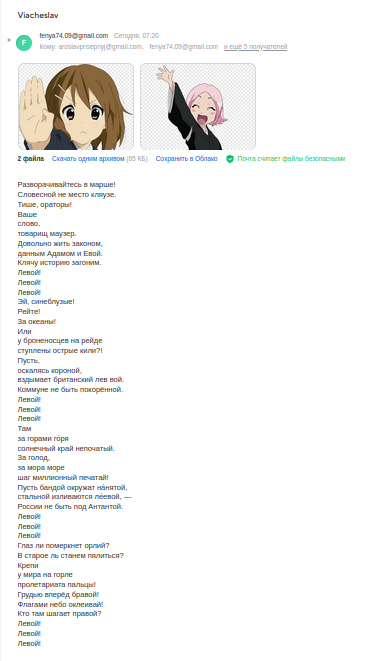 Viacheslav
fenya74.09@gmail.com Сегодня, 07:20
F
Кому: aroslavprisepnyj@gmail.com, fenya74.09@gmail.com и ещё 5 получателей
2 файла Скачать одним архивом (65 КБ) Сохранить в Облако Почта считает файлы безопасными
Разворачивайтесь в марше!
Словесной не место кляузе.
Тише, ораторы!
Ваше
слово,
товарищ маузер.
Довольно жить законом,
данным Адамом и Евой.
Клячу историю загоним.
Левой!
Левой!
Левой!
Эй, синеблузые!
Рейте!
За океаны!
Или
у броненосцев на рейде
ступлены острые кили?!
Пусть,
оскалясь короной,
вздымает британский лев вой.
Коммуне не быть покорённой.
Левой!
Левой!
Левой!
Там
за горами го́ря
солнечный край непочатый.
За голод,
за мора море
шаг миллионный печатай!
Пусть бандой окружат на́нятой,
стальной изливаются ле́евой, —
России не быть под Антантой.
Левой!
Левой!
Левой!
Глаз ли померкнет орлий?
В старое ль станем пялиться?
Крепи
у мира на горле
пролетариата пальцы!
Грудью вперёд бравой!
Флагами небо оклеивай!
Кто там шагает правой?
Левой!
Левой!
Левой!